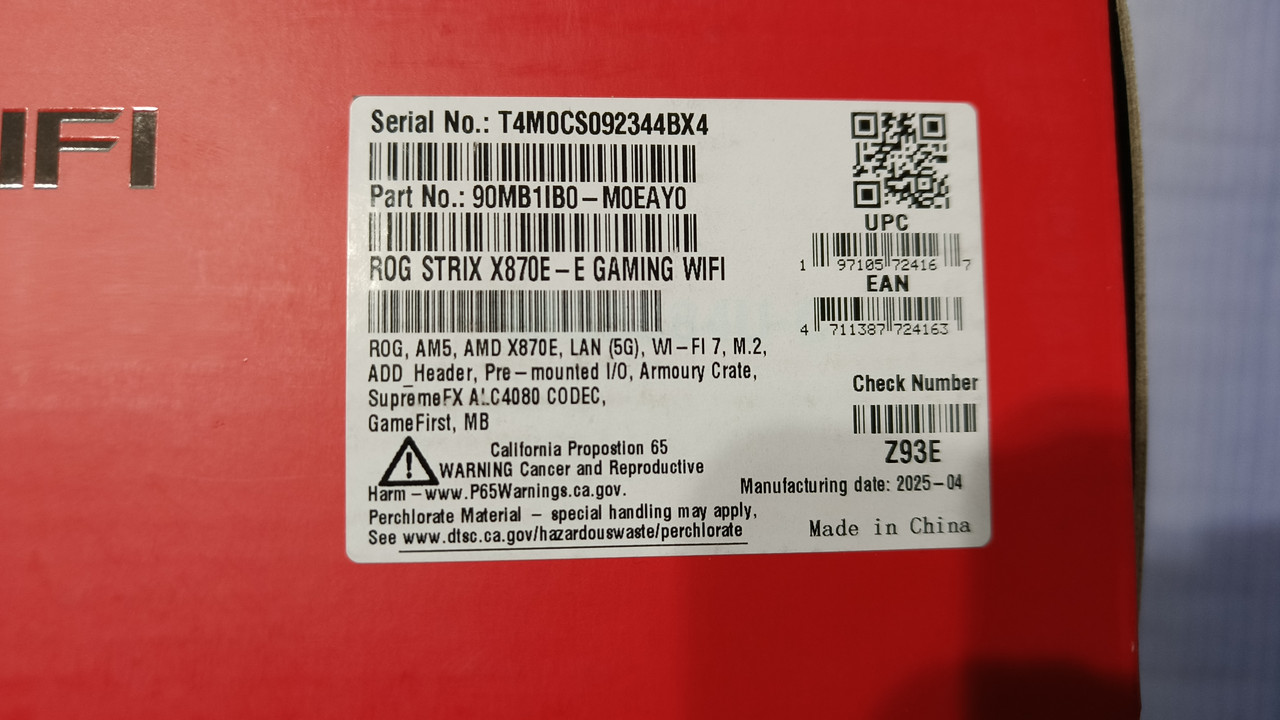 IFI
Serial No.: T4M0CS092344BX4
Part No.: 90MB1IB0-M0EAY0
ROG STRIX X870E-E GAMING WIFI
ROG, AM5, AMD X870E, LAN (5G), WI-FI 7, M.2,
ADD_Header, Pre-mounted I/O, Armoury Crate,
SupremeFX ALC4080 CODEC,
GameFirst, MB
California Propostion 65
WARNING Cancer and Reproductive
Harm - www.P65Warnings.ca.gov.
Perchlorate Material - special handling may apply,
See www.dtsc.ca.gov/hazardouswaste/perchlorate
UPC
1 97105 72416 7
EAN
4 711387 724163
Check Number
Z93E
Manufacturing date: 2025-04
Made in China